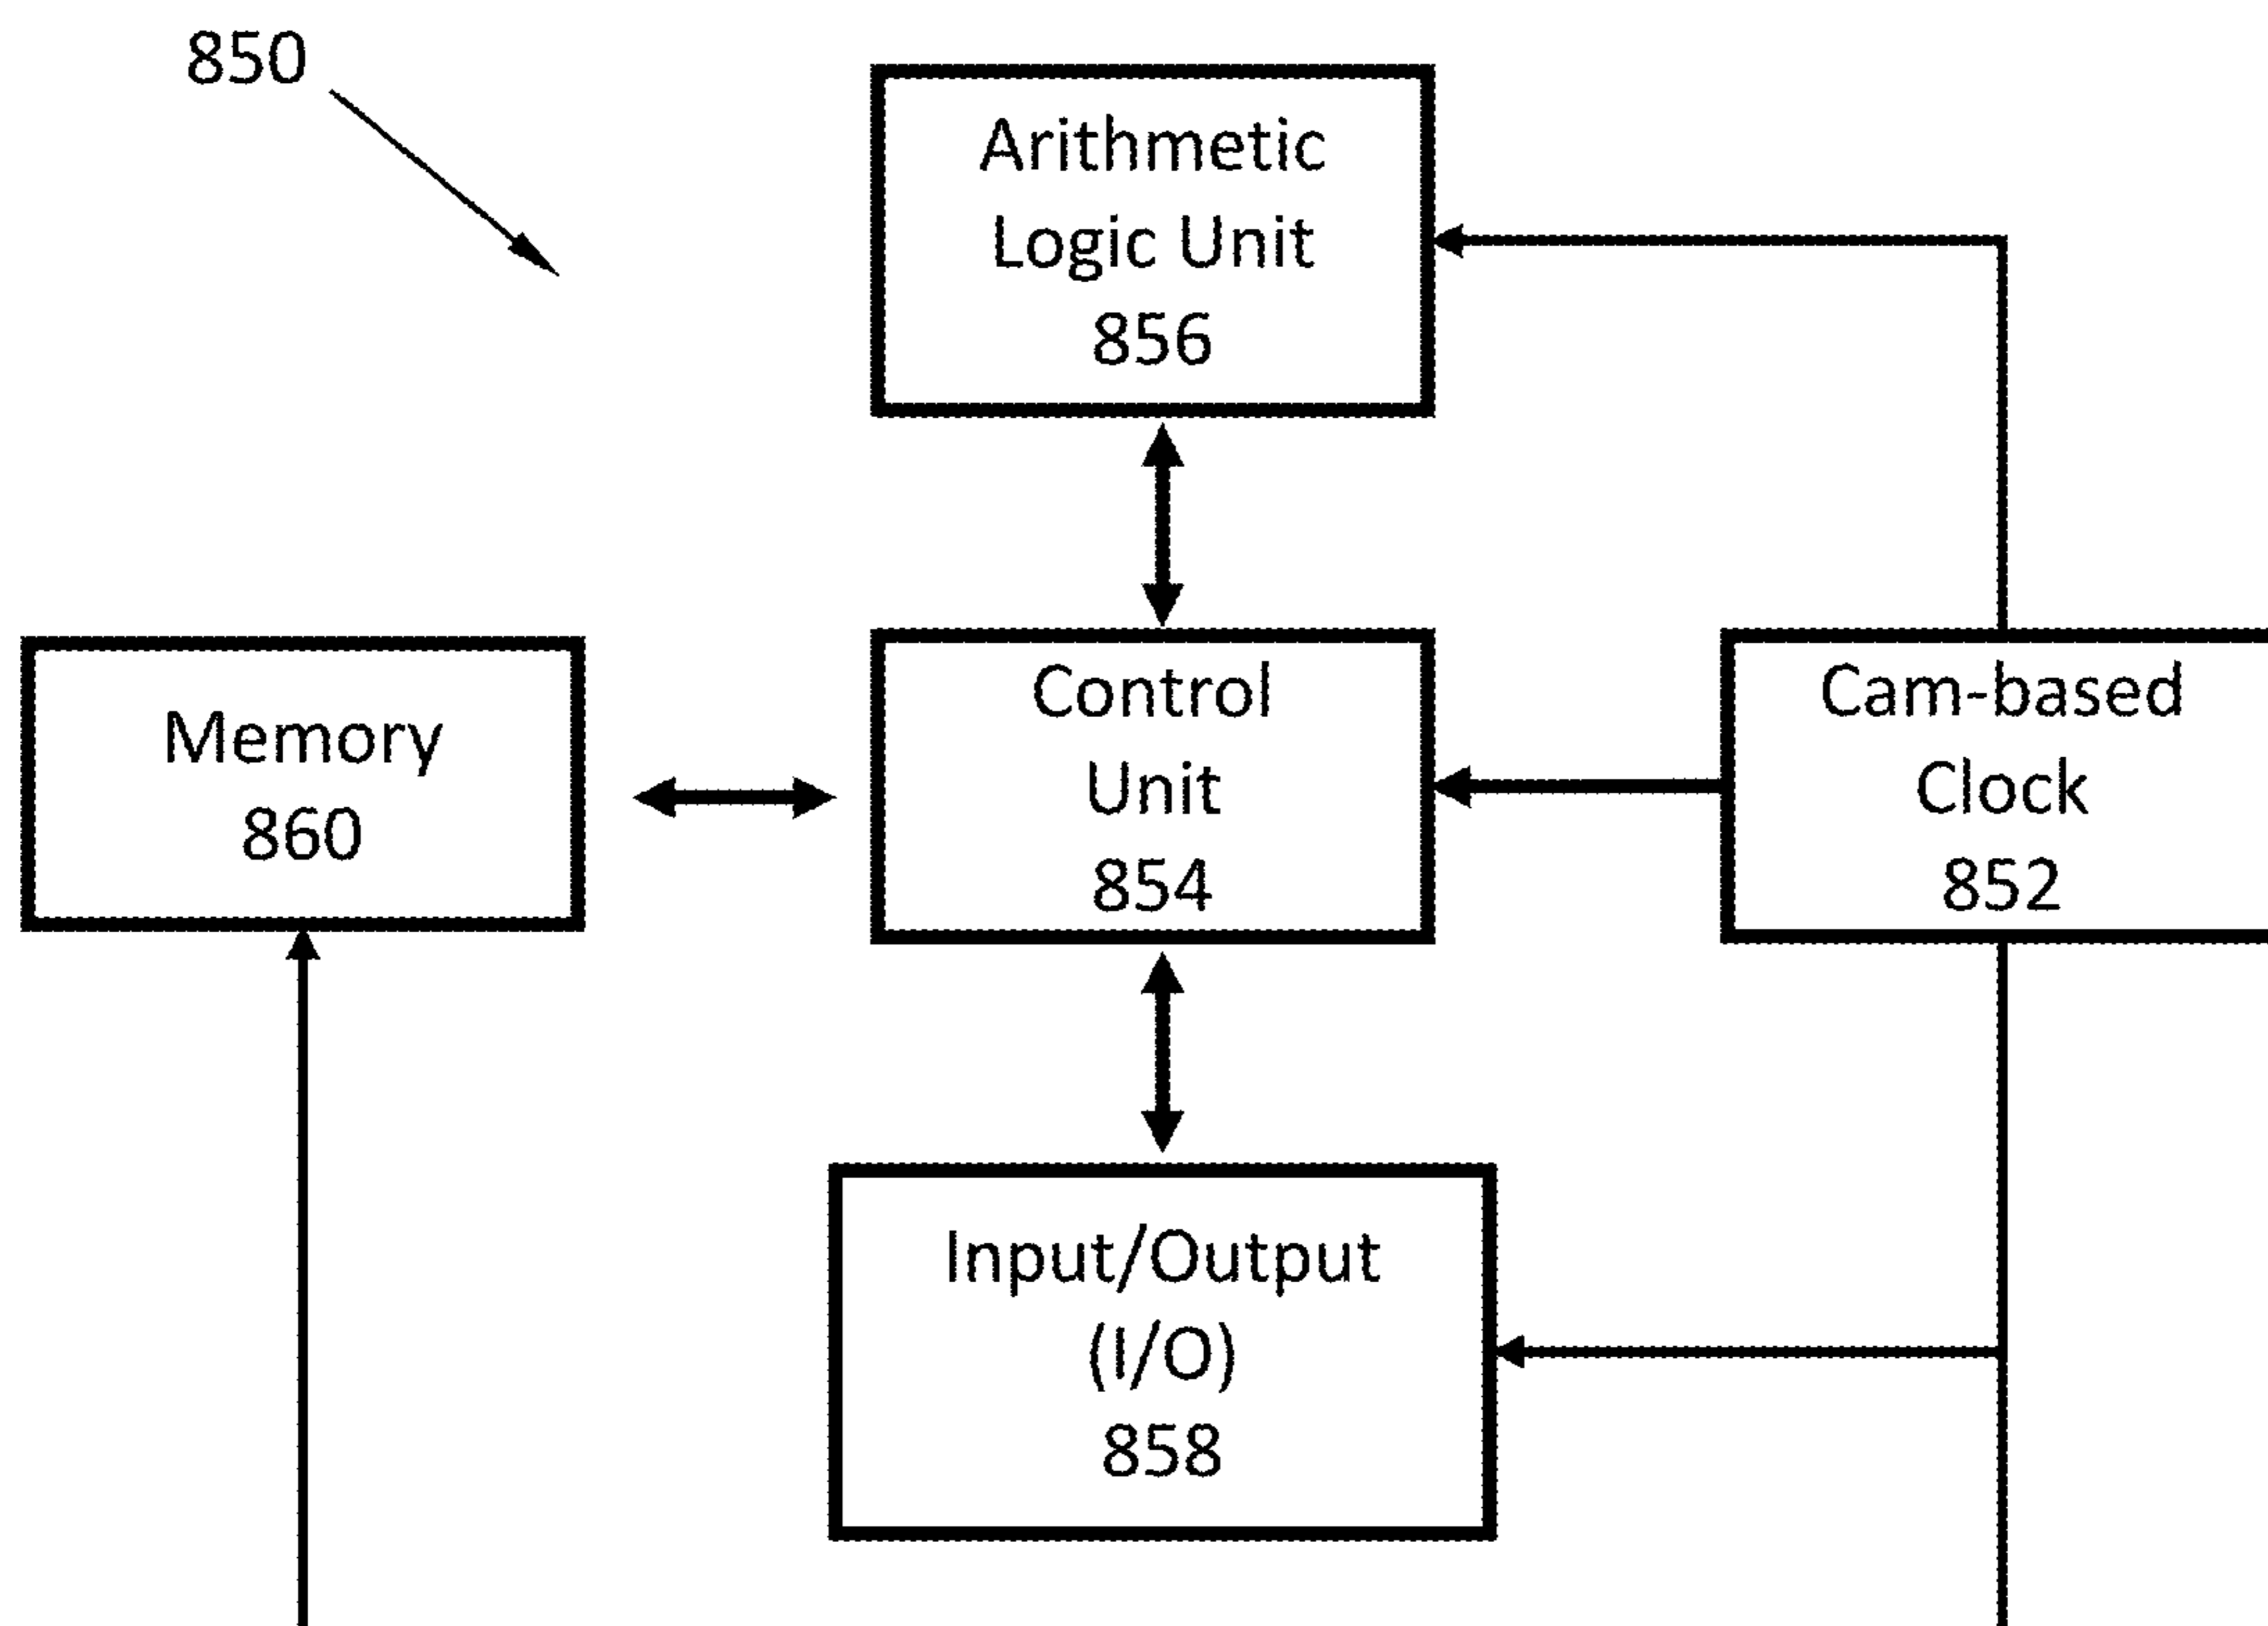 850
Arithmetic
Logic Unit
856
Memory
860
Control
Unit
854
Cam-based
Clock
852
Input/Output
(I/O)
858